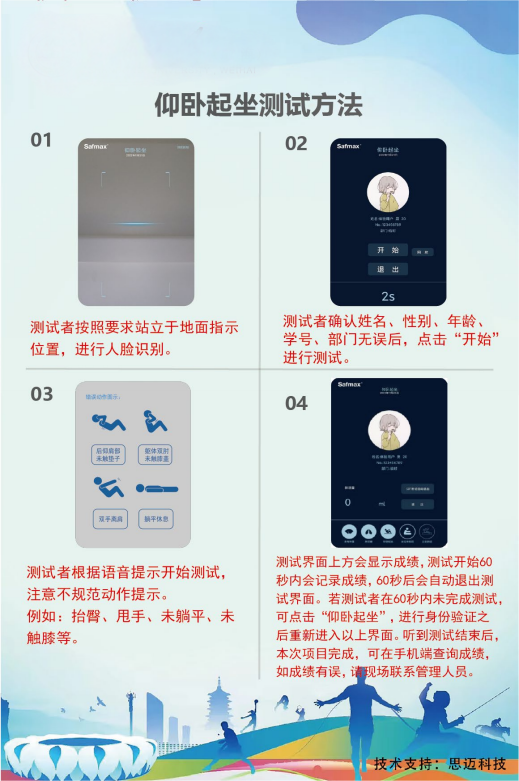 仰卧起坐测试方法
01
Safmax
仰卧起坐
测试者按照要求站立于地面指示
位置，进行人脸识别。
02
Safmax
仰卧起坐
开 始
退 出
2s
测试者确认姓名、性别、年龄、
学号、部门无误后，点击“开始”
进行测试。
03
错误动作提示：
后仰肩部
未触垫子
躯体双肘
未触膝盖
双手离肩
躺平休息
测试者根据语音提示开始测试，
注意不规范动作提示。
例如：抬臀、甩手、未躺平、未
触膝等。
04
Safmax
仰卧起坐
0
测试界面上方会显示成绩，测试开始60
秒内会记录成绩，60秒后会自动退出测
试界面。若测试者在60秒内未完成测试，
可点击“仰卧起坐”，进行身份验证之
后重新进入以上界面。听到测试结束后，
本次项目完成，可在手机端查询成绩，
如成绩有误，请现场联系管理人员。
技术支持：思迈科技